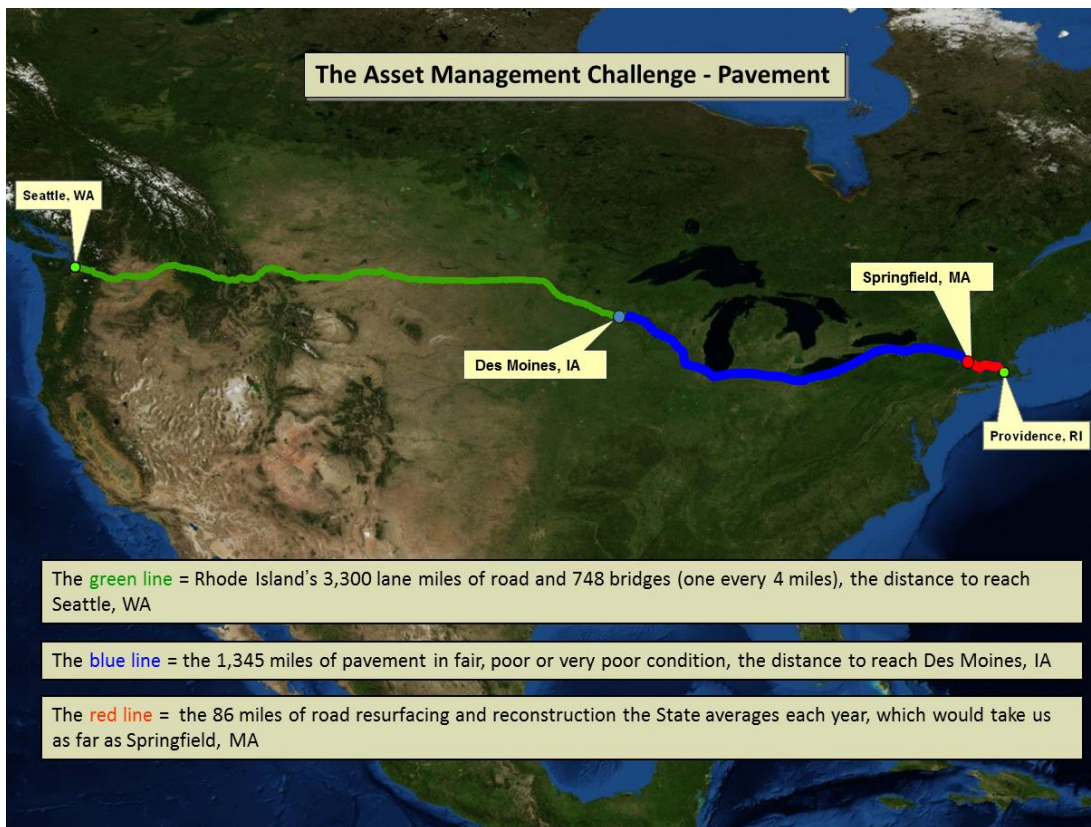 The Asset Management Challenge - Pavement
Seattle, WA
Springfield, MA
Des Moines, IA
Providence, RI
The green line = Rhode Island's 3,300 lane miles of road and 748 bridges (one every 4 miles), the distance to reach
Seattle, WA
The blue line = the 1,345 miles of pavement in fair, poor or very poor condition, the distance to reach Des Moines, IA
The red line =  the 86 miles of road resurfacing and reconstruction the State averages each year, which would take us
as far as Springfield, MA